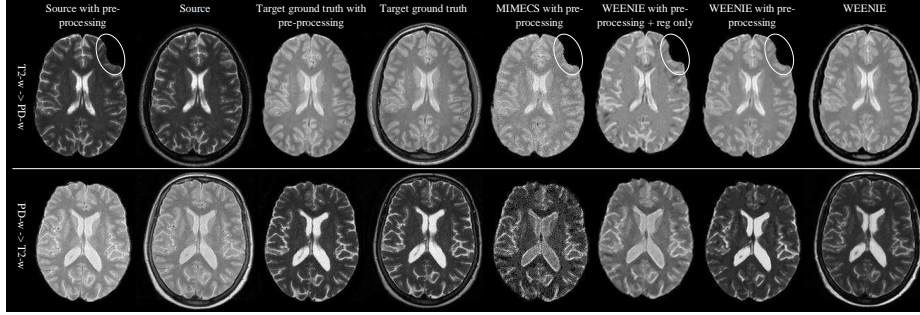 Source with pre-
processing
Source
Target ground truth with
pre-processing
Target ground truth
MIMECS with pre-
processing
WEENIE with pre-
processing + reg only
WEENIE with pre-
processing
WEENIE
T2-w -> PD-w
PD-w -> T2-w